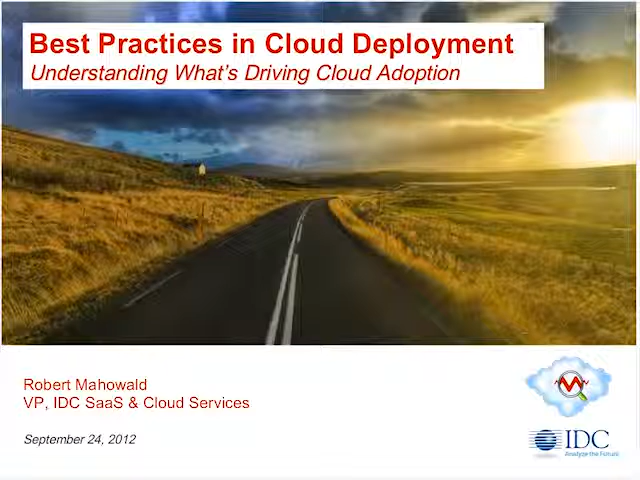 Best Practices in Cloud Deployment
Understanding What's Driving Cloud Adoption
Robert Mahowald
VP, IDC SaaS & Cloud Services
September 24, 2012
IDC
Analyze the Future